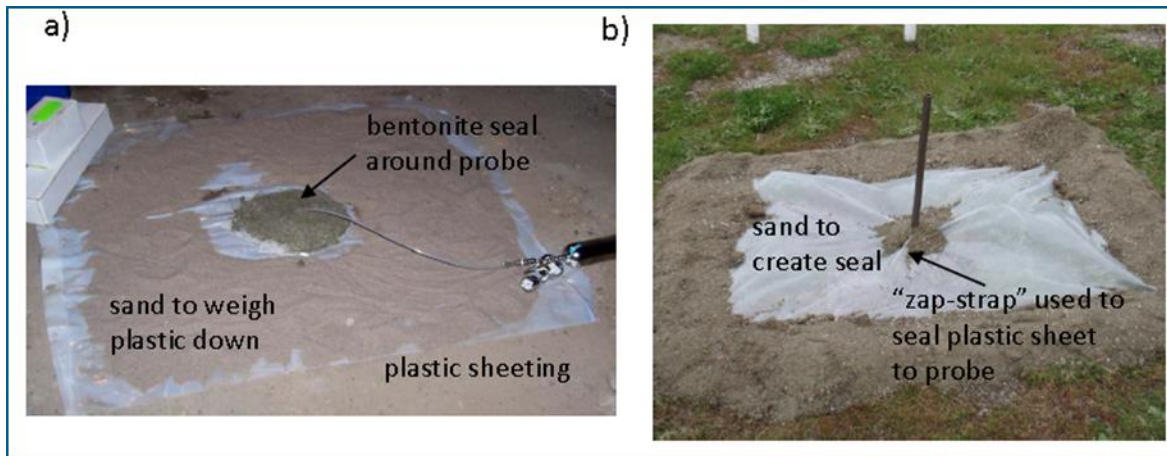 a)
bentonite seal
around probe
sand to weigh
plastic down
plastic sheeting
b)
sand to
create seal
“zap-strap” used to
seal plastic sheet
to probe